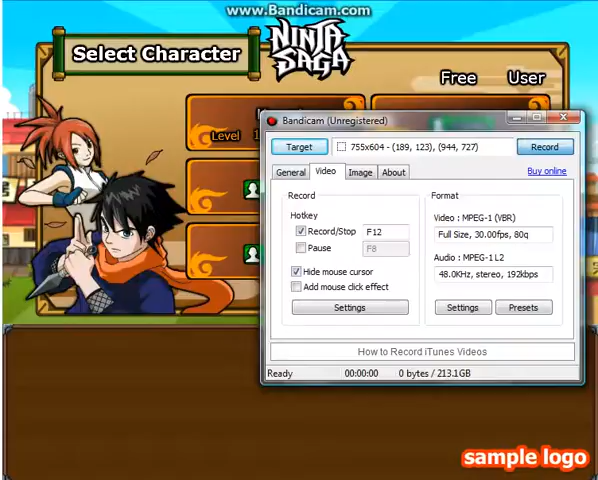 www.Bandicam.com
NINJA
SAGA
Select Character
Free User
Level 1
Bandicam (Unregistered)
Target
755x604 - (189, 123), (944, 727)
Record
General Video Image About
Buy online
Record
Hotkey
Record/Stop F12
Pause F8
Hide mouse cursor
Add mouse click effect
Settings
Format
Video : MPEG-1 (VBR)
Full Size, 30.00fps, 80q
Audio : MPEG-1 L2
48.0KHz, stereo, 192kbps
Settings Presets
How to Record iTunes Videos
Ready 00:00:00 0 bytes / 213.1GB
sample logo